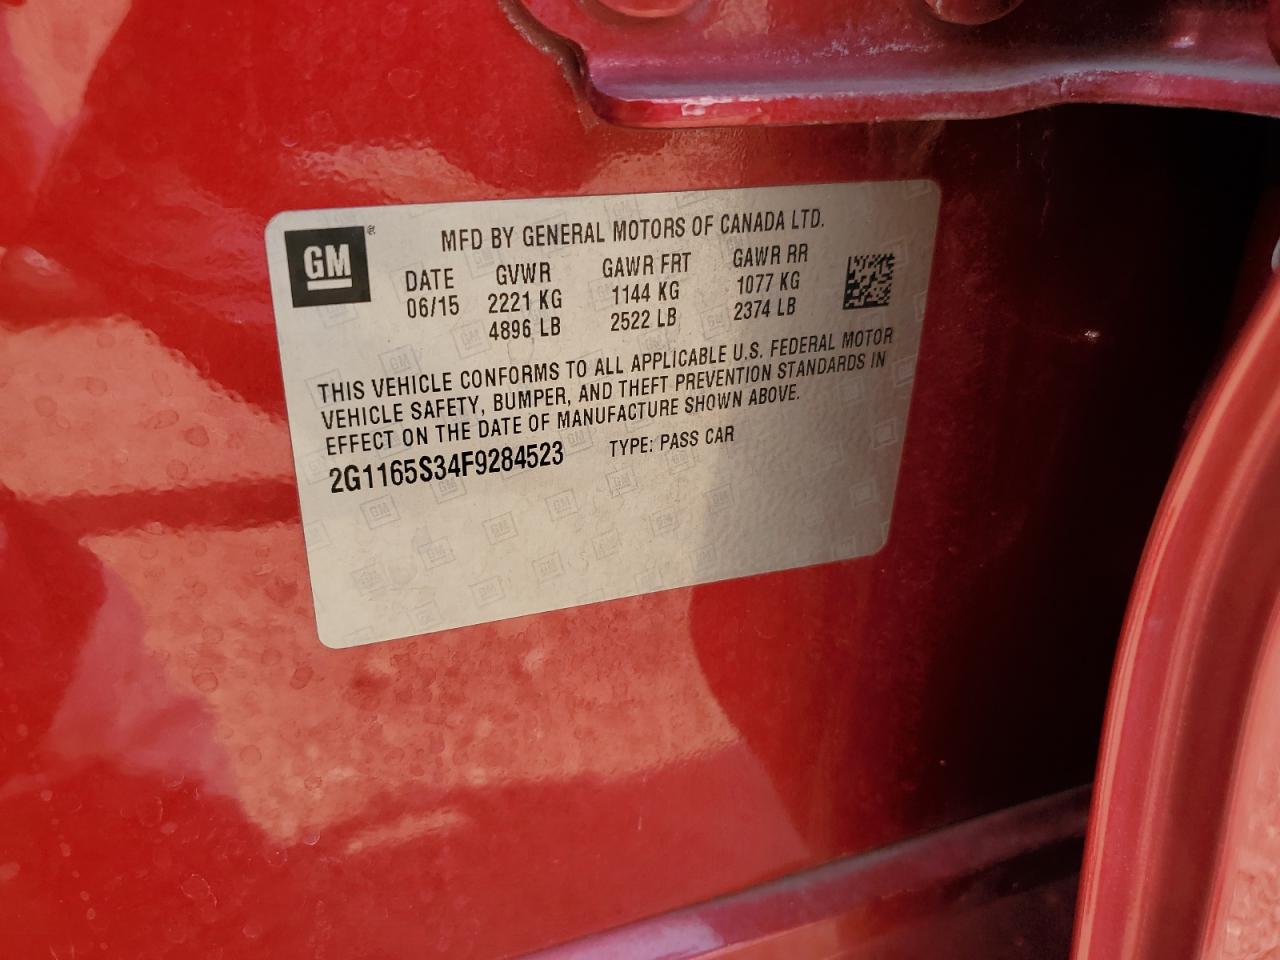 GM
MFD BY GENERAL MOTORS OF CANADA LTD.
DATE GVWR GAWR FRT GAWR RR
06/15 2221 KG 1144 KG 1077 KG
4896 LB 2522 LB 2374 LB
THIS VEHICLE CONFORMS TO ALL APPLICABLE U.S. FEDERAL MOTOR
VEHICLE SAFETY, BUMPER, AND THEFT PREVENTION STANDARDS IN
EFFECT ON THE DATE OF MANUFACTURE SHOWN ABOVE.
2G1165S34F9284523 TYPE: PASS CAR